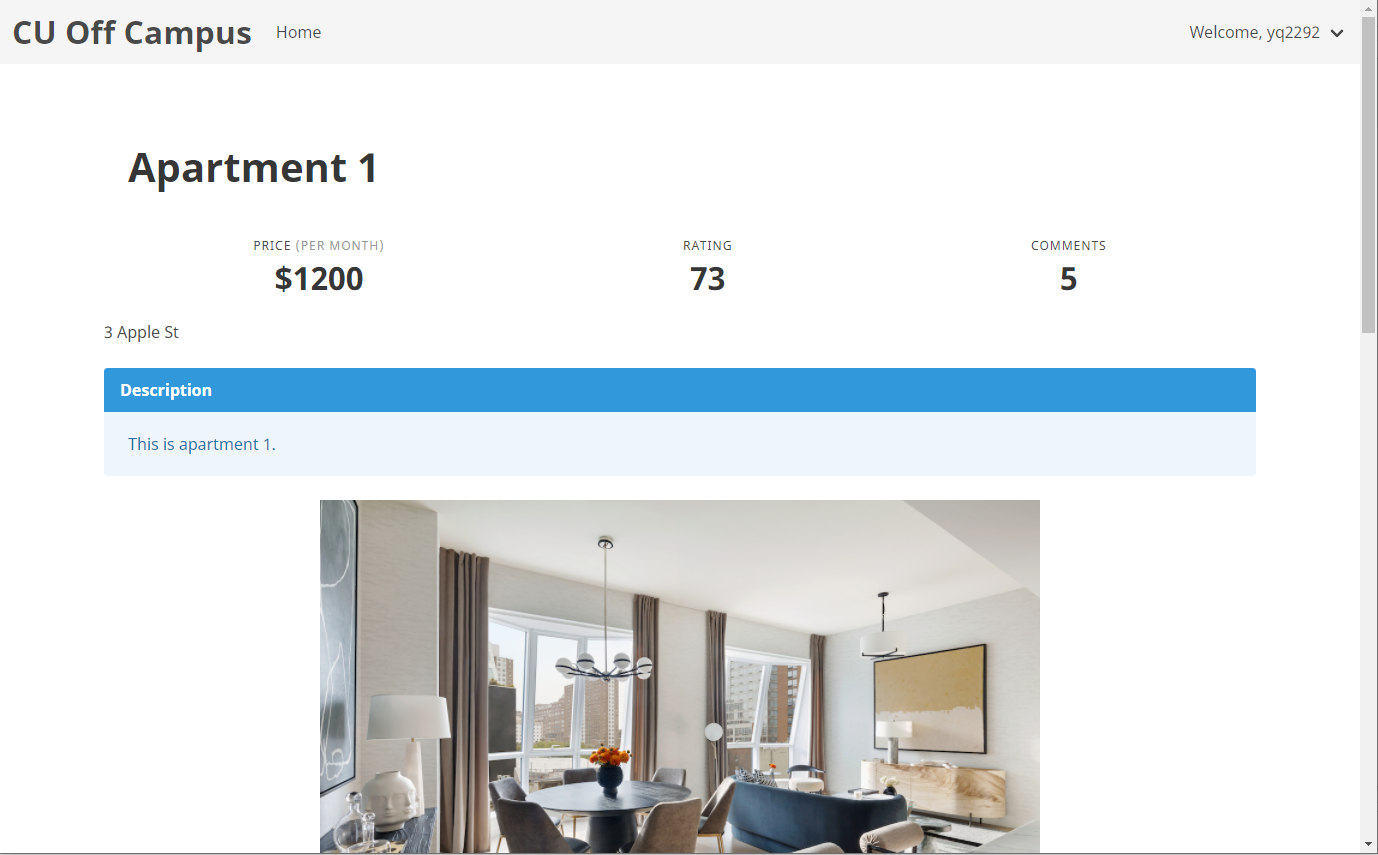 CU Off Campus Home Welcome, yq2292
Apartment 1
PRICE (PER MONTH) RATING COMMENTS
$1200 73 5
3 Apple St
Description
This is apartment 1.